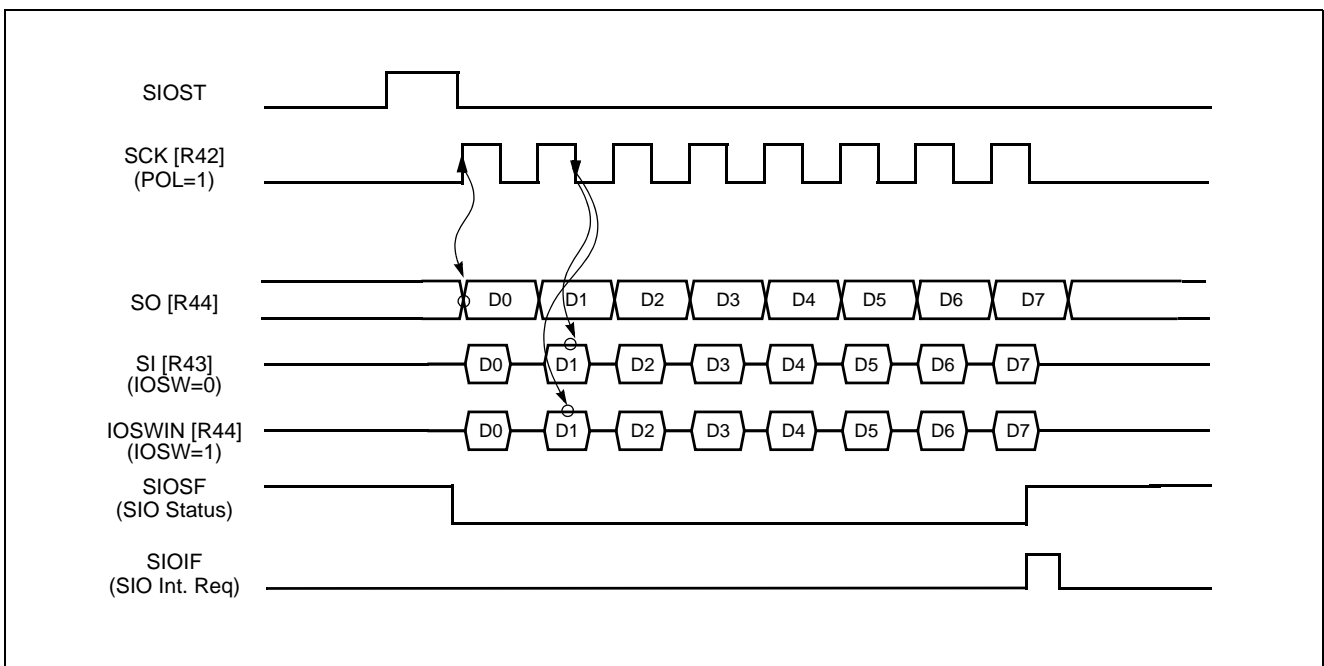 SIOST
SCK [R42]
(POL=1)
SO [R44]
D0 D1 D2 D3 D4 D5 D6 D7
SI [R43]
(IOSW=0)
D0 D1 D2 D3 D4 D5 D6 D7
IOSWIN [R44]
(IOSW=1)
D0 D1 D2 D3 D4 D5 D6 D7
SIOSF
(SIO Status)
SIOIF
(SIO Int. Req)